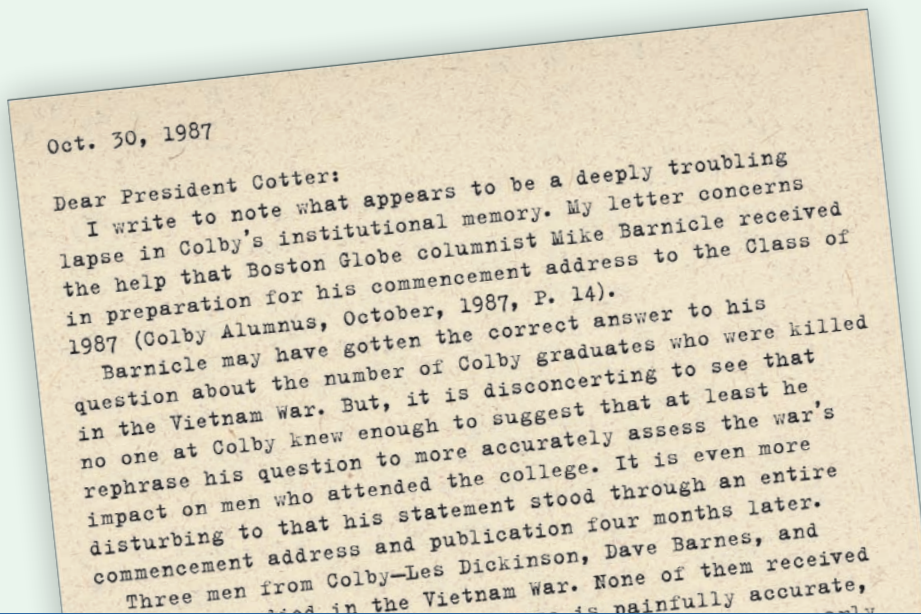 Oct. 30, 1987
Dear President Cotter:
I write to note what appears to be a deeply troubling
lapse in Colby's institutional memory. My letter concerns
the help that Boston Globe columnist Mike Barnicle received
in preparation for his commencement address to the Class of
1987 (Colby Alumnus, October, 1987, P. 14).
Barnicle may have gotten the correct answer to his
question about the number of Colby graduates who were killed
in the Vietnam War. But, it is disconcerting to see that
no one at Colby knew enough to suggest that at least he
rephrase his question to more accurately assess the war's
impact on men who attended the college. It is even more
disturbing to that his statement stood through an entire
commencement address and publication four months later.
Three men from Colby—Les Dickinson, Dave Barnes, and
in the Vietnam War. None of them received
is painfully accurate,